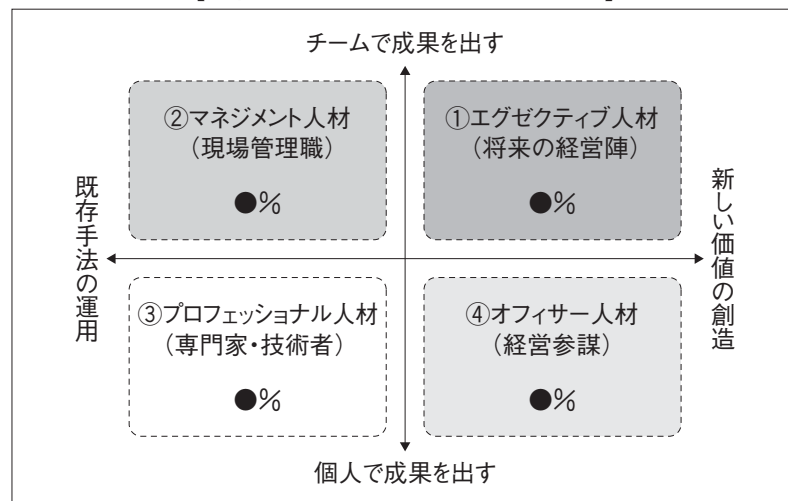 チームで成果を出す
②マネジメント人材
(現場管理職)
●%
①エグゼクティブ人材
(将来の経営陣)
●%
既存手法の運用
新しい価値の創造
③プロフェッショナル人材
(専門家・技術者)
●%
④オフィサー人材
(経営参謀)
●%
個人で成果を出す